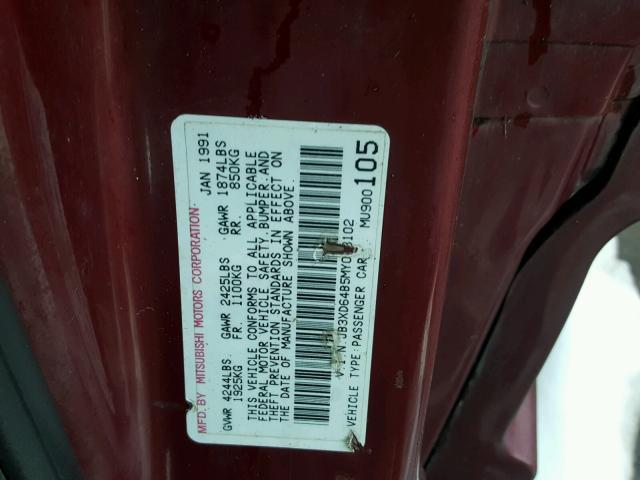 MFD. BY MITSUBISHI MOTORS CORPORATION JAN 1991
GVWR 4244LBS GAWR 2425LBS GAWR 1874LBS
1925KG FR. 1100KG RR. 850KG
THIS VEHICLE CONFORMS TO ALL APPLICABLE
FEDERAL MOTOR VEHICLE SAFETY BUMPER, AND
THEFT PREVENTION STANDARDS IN EFFECT ON
THE DATE OF MANUFACTURE SHOWN ABOVE.
VEHICLE TYPE: PASSENGER CAR MU900 105